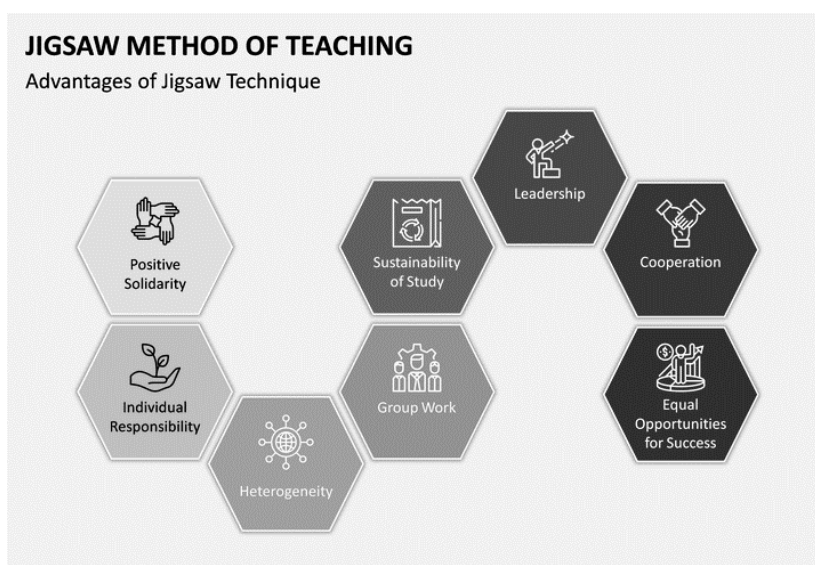 JIGSAW METHOD OF TEACHING
Advantages of Jigsaw Technique
Positive
Solidarity
Individual
Responsibility
Heterogeneity
Group Work
Sustainability
of Study
Leadership
Cooperation
Equal
Opportunities
for Success